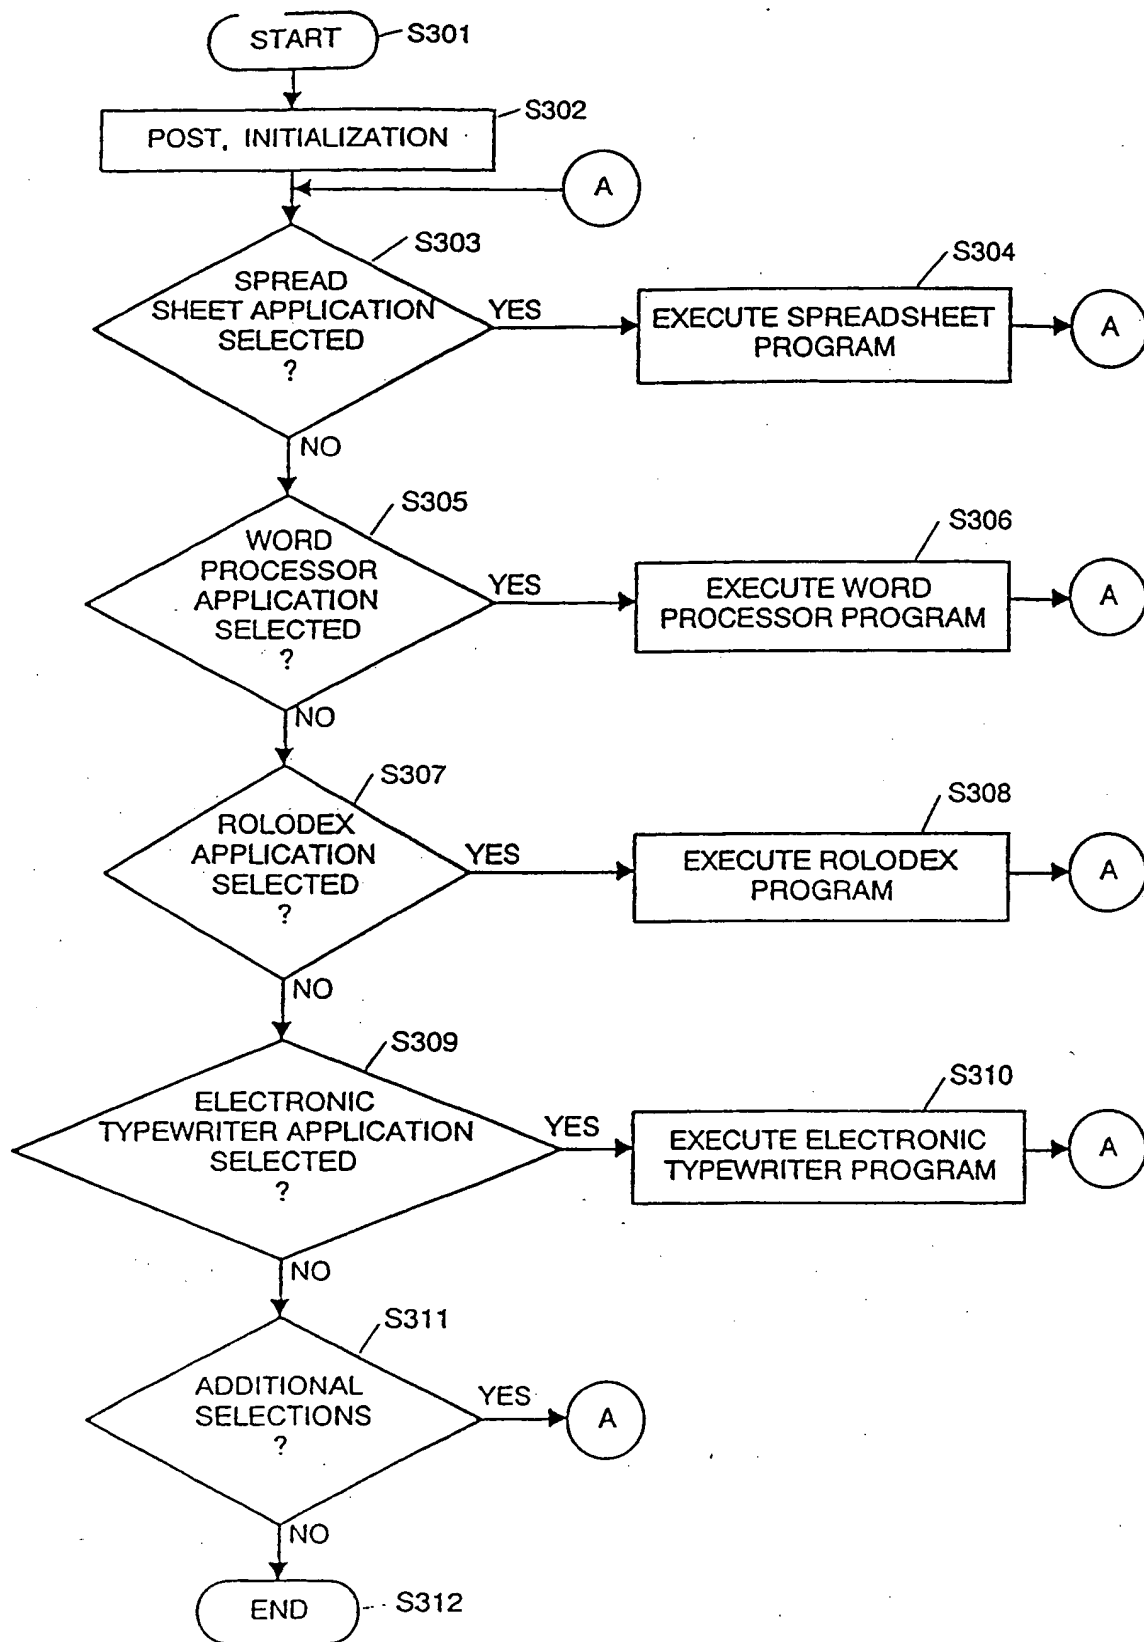 START
S301
S302
POST, INITIALIZATION
A
S303
SPREAD
SHEET APPLICATION
SELECTED
?
YES
S304
EXECUTE SPREADSHEET
PROGRAM
A
NO
S305
WORD
PROCESSOR
APPLICATION
SELECTED
?
YES
S306
EXECUTE WORD
PROCESSOR PROGRAM
A
NO
S307
ROLODEX
APPLICATION
SELECTED
?
YES
S308
EXECUTE ROLODEX
PROGRAM
A
NO
S309
ELECTRONIC
TYPEWRITER APPLICATION
SELECTED
?
YES
S310
EXECUTE ELECTRONIC
TYPEWRITER PROGRAM
A
NO
S311
ADDITIONAL
SELECTIONS
?
YES
A
NO
END
S312